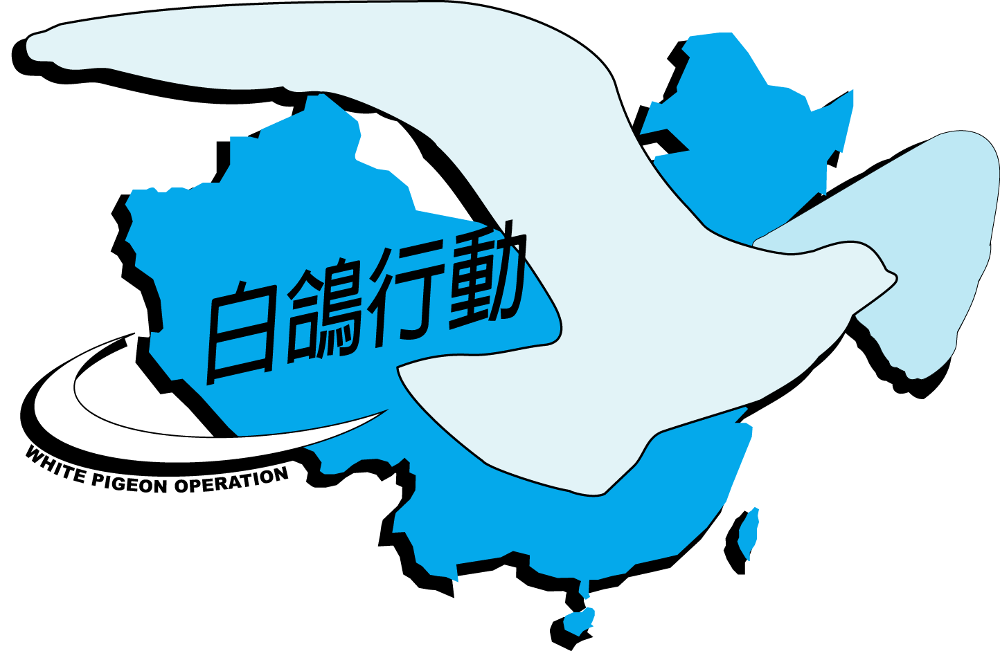 白鴿行動
WHITE PIGEON OPERATION